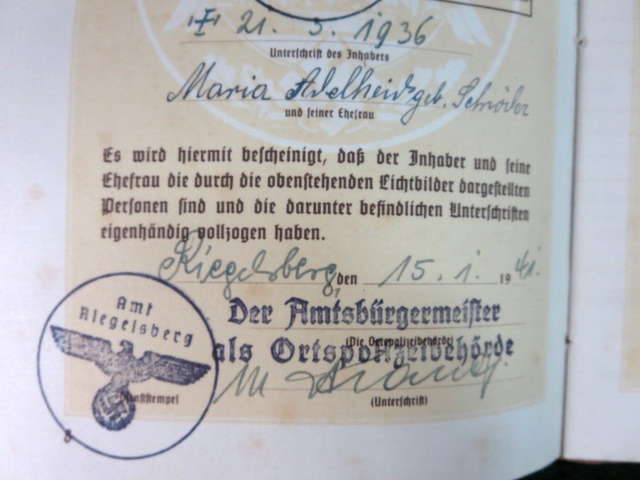 "I" 21. 3. 1936
Unterschrift des Inhabers
Maria Adelheid geb. Schröder
und seiner Ehefrau
Es wird hiermit bescheinigt, daß der Inhaber und seine
Ehefrau die durch die obenstehenden Lichtbilder dargestellten
Personen sind und die darunter befindlichen Unterschriften
eigenhändig vollzogen haben.
Riegelsberg, den 15. 1. 1941.
Amt
Riegelsberg
Der Amtsbürgermeister
(Die Ortspolizeibehörde)
als Ortspolizeibehörde
Dienststempel
(Unterschrift)